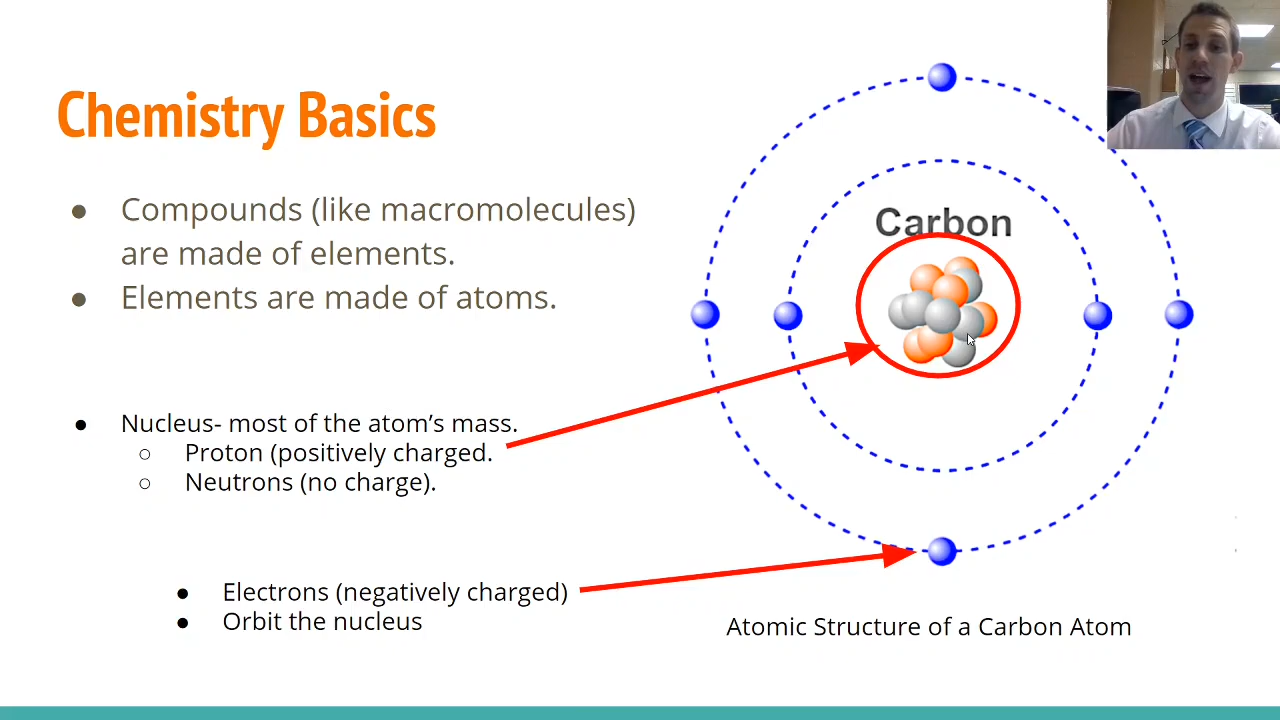 Chemistry Basics
● Compounds (like macromolecules)
are made of elements.
● Elements are made of atoms.
● Nucleus- most of the atom’s mass.
○ Proton (positively charged.
○ Neutrons (no charge).
● Electrons (negatively charged)
● Orbit the nucleus
Carbon
Atomic Structure of a Carbon Atom